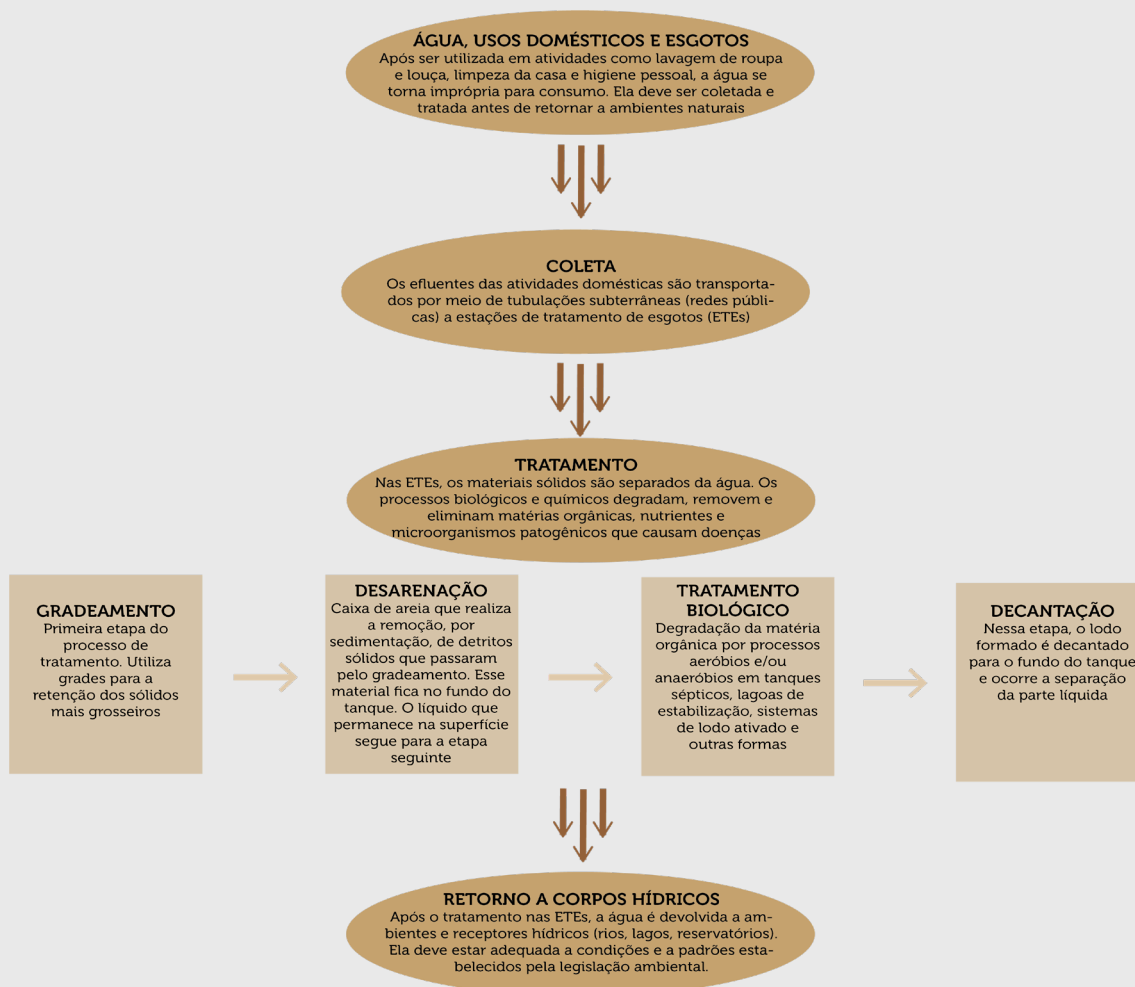 ÁGUA, USOS DOMÉSTICOS E ESGOTOS
Após ser utilizada em atividades como lavagem de roupa
e louça, limpeza da casa e higiene pessoal, a água se
torna imprópria para consumo. Ela deve ser coletada e
tratada antes de retornar a ambientes naturais
COLETA
Os efluentes das atividades domésticas são transporta-
dos por meio de tubulações subterrâneas (redes públi-
cas) a estações de tratamento de esgotos (ETEs)
TRATAMENTO
Nas ETEs, os materiais sólidos são separados da água. Os
processos biológicos e químicos degradam, removem e
eliminam matérias orgânicas, nutrientes e
microorganismos patogênicos que causam doenças
GRADEAMENTO
Primeira etapa do
processo de
tratamento. Utiliza
grades para a
retenção dos sólidos
mais grosseiros
DESARENAÇÃO
Caixa de areia que realiza
a remoção, por
sedimentação, de detritos
sólidos que passaram
pelo gradeamento. Esse
material fica no fundo do
tanque. O líquido que
permanece na superfície
segue para a etapa
seguinte
TRATAMENTO
BIOLÓGICO
Degradação da matéria
orgânica por processos
aeróbios e/ou
anaeróbios em tanques
sépticos, lagoas de
estabilização, sistemas
de lodo ativado e
outras formas
DECANTAÇÃO
Nessa etapa, o lodo
formado é decantado
para o fundo do tanque
e ocorre a separação
da parte líquida
RETORNO A CORPOS HÍDRICOS
Após o tratamento nas ETEs, a água é devolvida a am-
bientes e receptores hídricos (rios, lagos, reservatórios).
Ela deve estar adequada a condições e a padrões esta-
belecidos pela legislação ambiental.